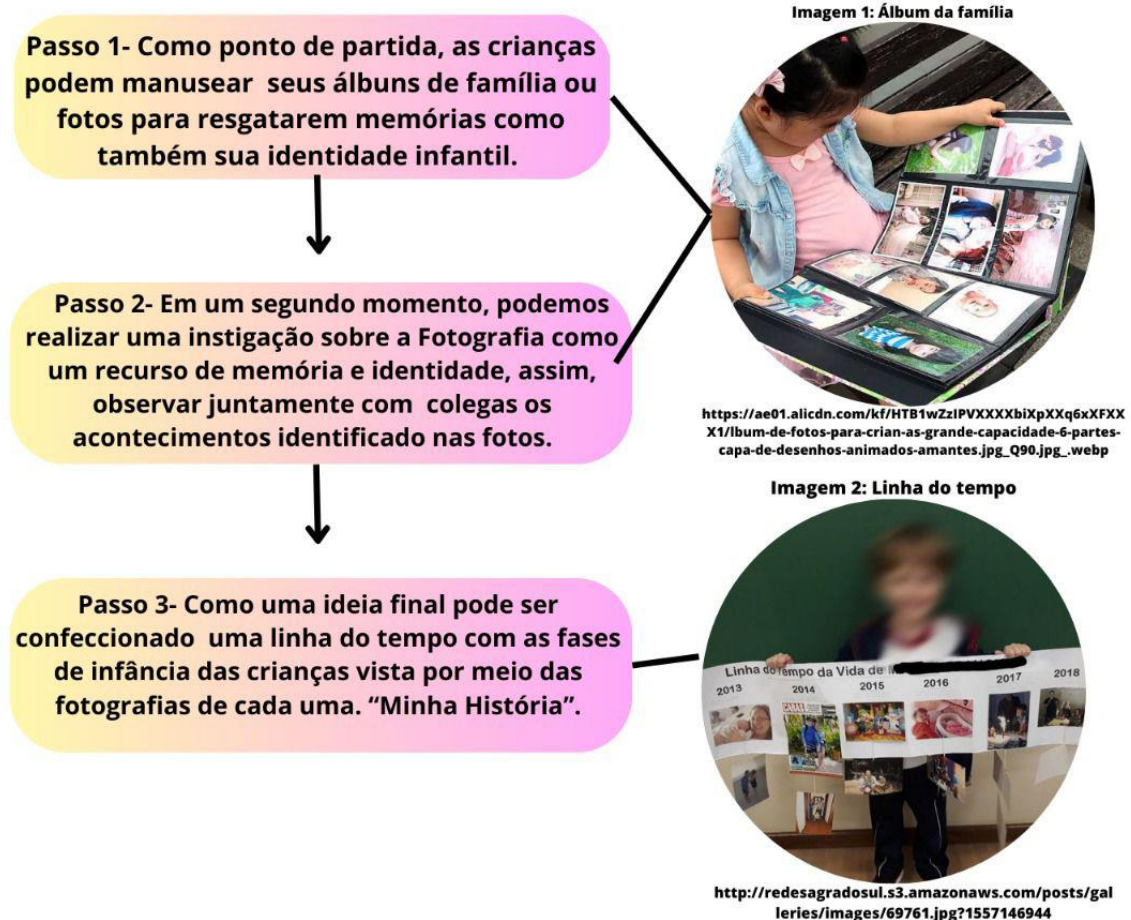 Passo 1- Como ponto de partida, as crianças
podem manusear seus álbuns de família ou
fotos para resgatarem memórias como
também sua identidade infantil.
Imagem 1: Álbum da família
Passo 2- Em um segundo momento, podemos
realizar uma instigação sobre a Fotografia como
um recurso de memória e identidade, assim,
observar juntamente com colegas os
acontecimentos identificado nas fotos.
https://ae01.alicdn.com/kf/HTB1wZzIPVXXXXbiXpXXq6xXFXX
X1/lbum-de-fotos-para-crian-as-grande-capacidade-6-partes-
capa-de-desenhos-animados-amantes.jpg_Q90.jpg_.webp
Passo 3- Como uma ideia final pode ser
confeccionado uma linha do tempo com as fases
de infância das crianças vista por meio das
fotografias de cada uma. “Minha História”.
Imagem 2: Linha do tempo
Linha do tempo da Vida de
2013 2014 2015 2016 2017 2018
http://redesagradosul.s3.amazonaws.com/posts/gal
leries/images/69761.jpg?1557146944